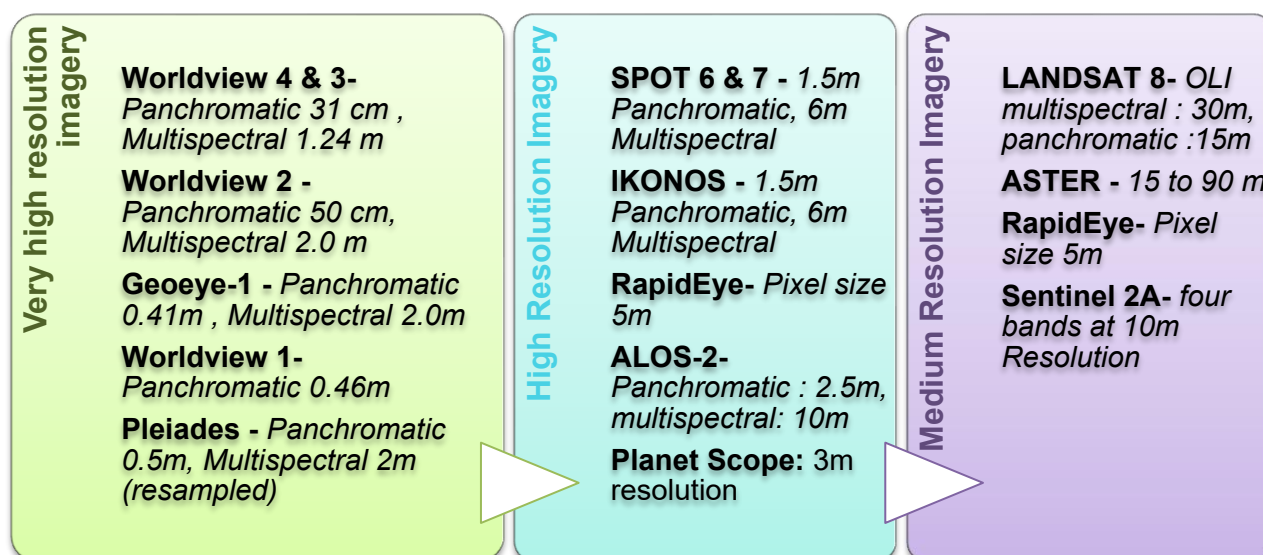 Very high resolution
imagery
Worldview 4 & 3-
Panchromatic 31 cm ,
Multispectral 1.24 m
Worldview 2 -
Panchromatic 50 cm,
Multispectral 2.0 m
Geoeye-1 - Panchromatic
0.41m , Multispectral 2.0m
Worldview 1-
Panchromatic 0.46m
Pleiades - Panchromatic
0.5m, Multispectral 2m
(resampled)
High Resolution Imagery
SPOT 6 & 7 - 1.5m
Panchromatic, 6m
Multispectral
IKONOS - 1.5m
Panchromatic, 6m
Multispectral
RapidEye- Pixel size
5m
ALOS-2-
Panchromatic : 2.5m,
multispectral: 10m
Planet Scope: 3m
resolution
Medium Resolution Imagery
LANDSAT 8- OLI
multispectral : 30m,
panchromatic :15m
ASTER - 15 to 90 m
RapidEye- Pixel
size 5m
Sentinel 2A- four
bands at 10m
Resolution